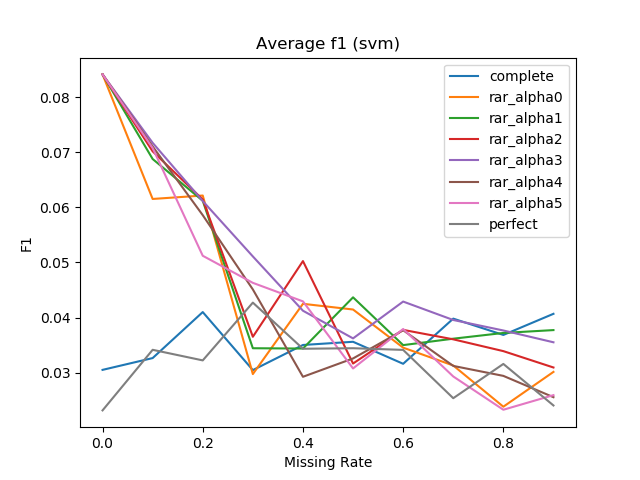 Average f1 (svm)
complete
rar_alpha0
rar_alpha1
rar_alpha2
rar_alpha3
rar_alpha4
rar_alpha5
perfect
F1
0.08
0.07
0.06
0.05
0.04
0.03
0.0 0.2 0.4 0.6 0.8
Missing Rate